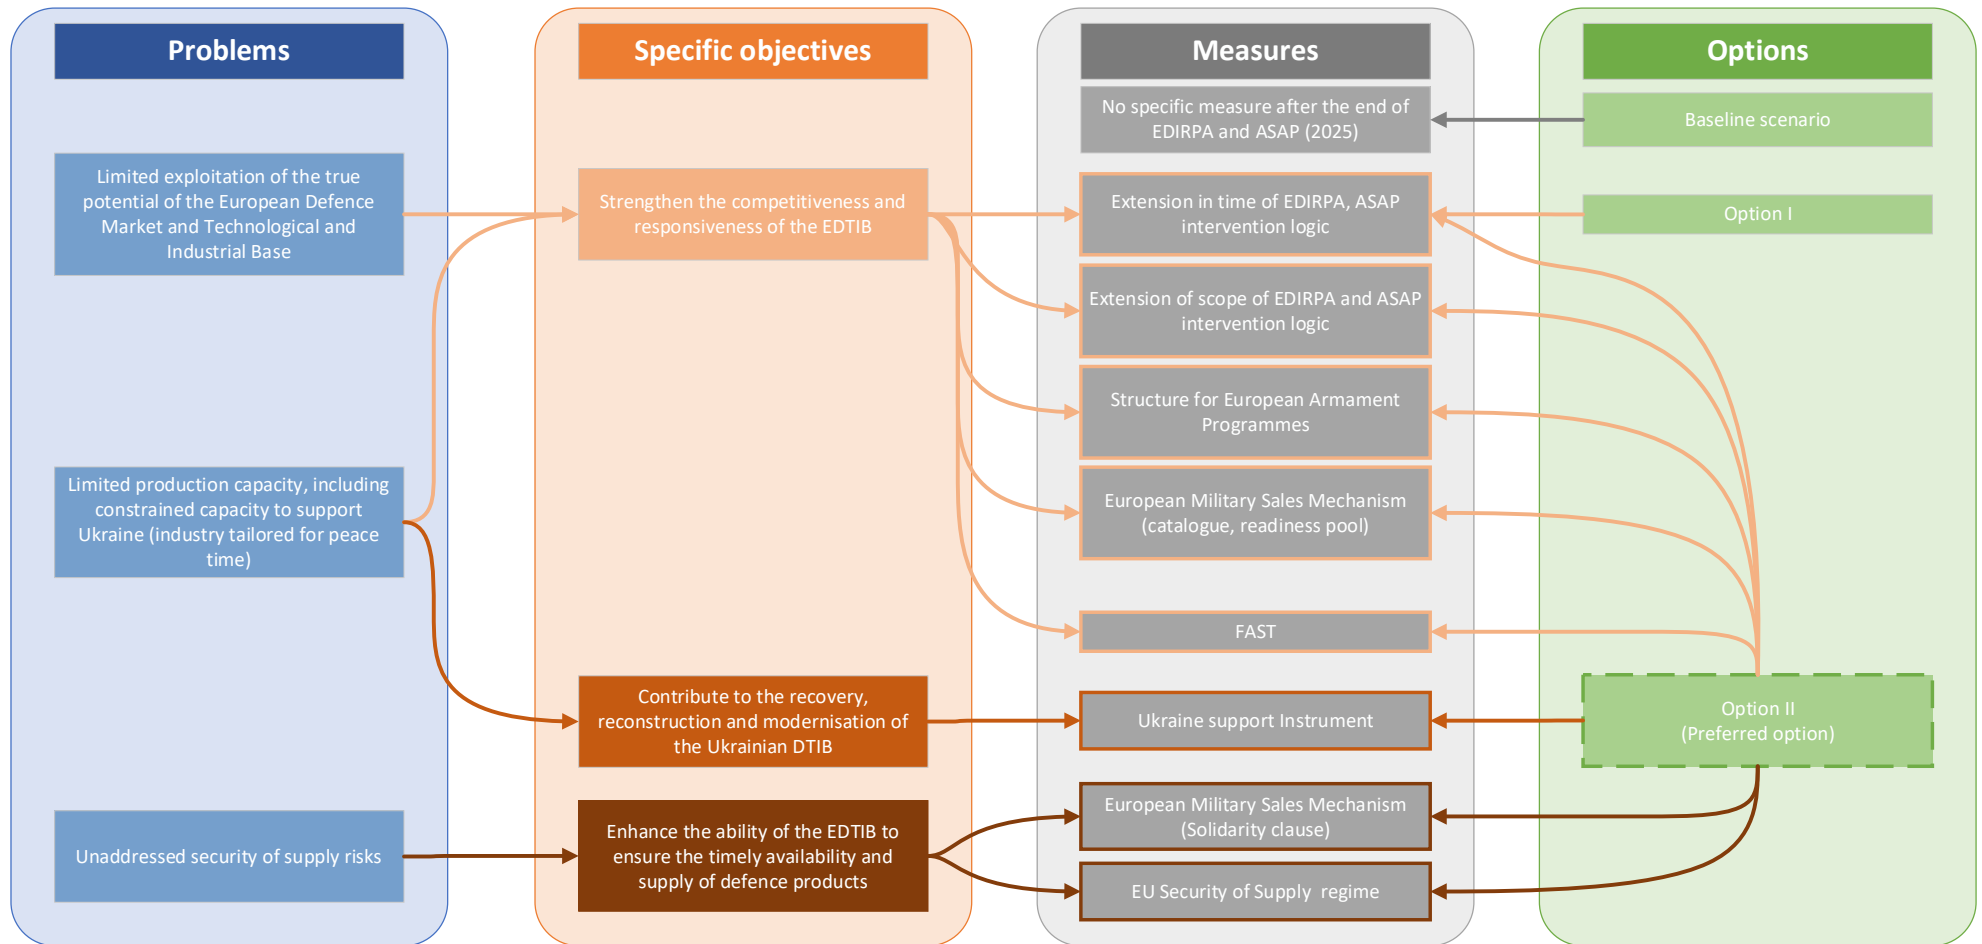 Problems
Limited exploitation of the true
potential of the European Defence
Market and Technological and
Industrial Base
Limited production capacity, including
constrained capacity to support
Ukraine (industry tailored for peace
time)
Unaddressed security of supply risks
Specific objectives
Strengthen the competitiveness and
responsiveness of the EDTIB
Contribute to the recovery,
reconstruction and modernisation of
the Ukrainian DTIB
Enhance the ability of the EDTIB to
ensure the timely availability and
supply of defence products
Measures
No specific measure after the end of
EDIRPA and ASAP (2025)
Extension in time of EDIRPA, ASAP
intervention logic
Extension of scope of EDIRPA and ASAP
intervention logic
Structure for European Armament
Programmes
European Military Sales Mechanism
(catalogue, readiness pool)
FAST
Ukraine support Instrument
European Military Sales Mechanism
(Solidarity clause)
EU Security of Supply regime
Options
Baseline scenario
Option I
Option II
(Preferred option)